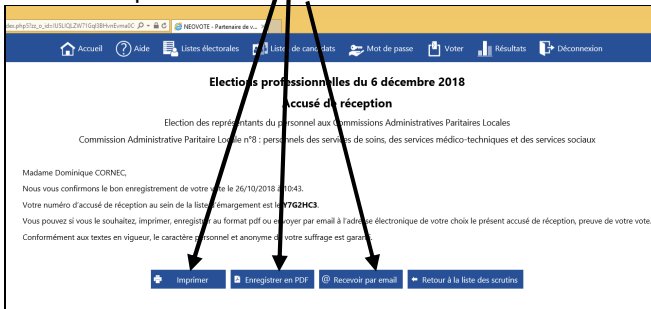 NEOVOTE - Partenaire de v...
Accueil Aide Listes électorales Listes de candidats Mot de passe Voter Résultats Déconnexion
Elections professionnelles du 6 décembre 2018
Accusé de réception
Election des représentants du personnel aux Commissions Administratives Paritaires Locales
Commission Administrative Paritaire Locale n°8 : personnels des services de soins, des services médico-techniques et des services sociaux
Madame Dominique CORNEC,
Nous vous confirmons le bon enregistrement de votre vote le 26/10/2018 à 10:43.
Votre numéro d'accusé de réception au sein de la liste d'émargement est le Y7G2HC3.
Vous pouvez si vous le souhaitez, imprimer, enregistrer au format pdf ou envoyer par email à l'adresse électronique de votre choix le présent accusé de réception, preuve de votre vote.
Conformément aux textes en vigueur, le caractère personnel et anonyme de votre suffrage est garanti.
Imprimer Enregistrer en PDF @ Recevoir par email Retour à la liste des scrutins